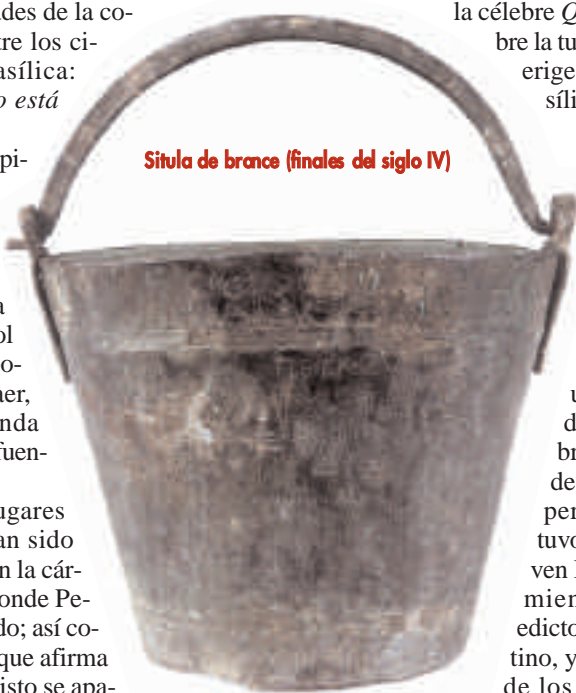 ades de la co-
tre los ci-
asílica:
o está
pi-
a
ol
o-
aer,
nda
fuen-
ugares
an sido
n la cár-
onde Pe-
do; así co-
que afirma
isto se apa-
Situla de brance (finales del siglo IV)
la célebre Q
bre la tu
erige
síli
u
d
br
de
per
tuvo
ven
mien
edicto
tino, y
de los